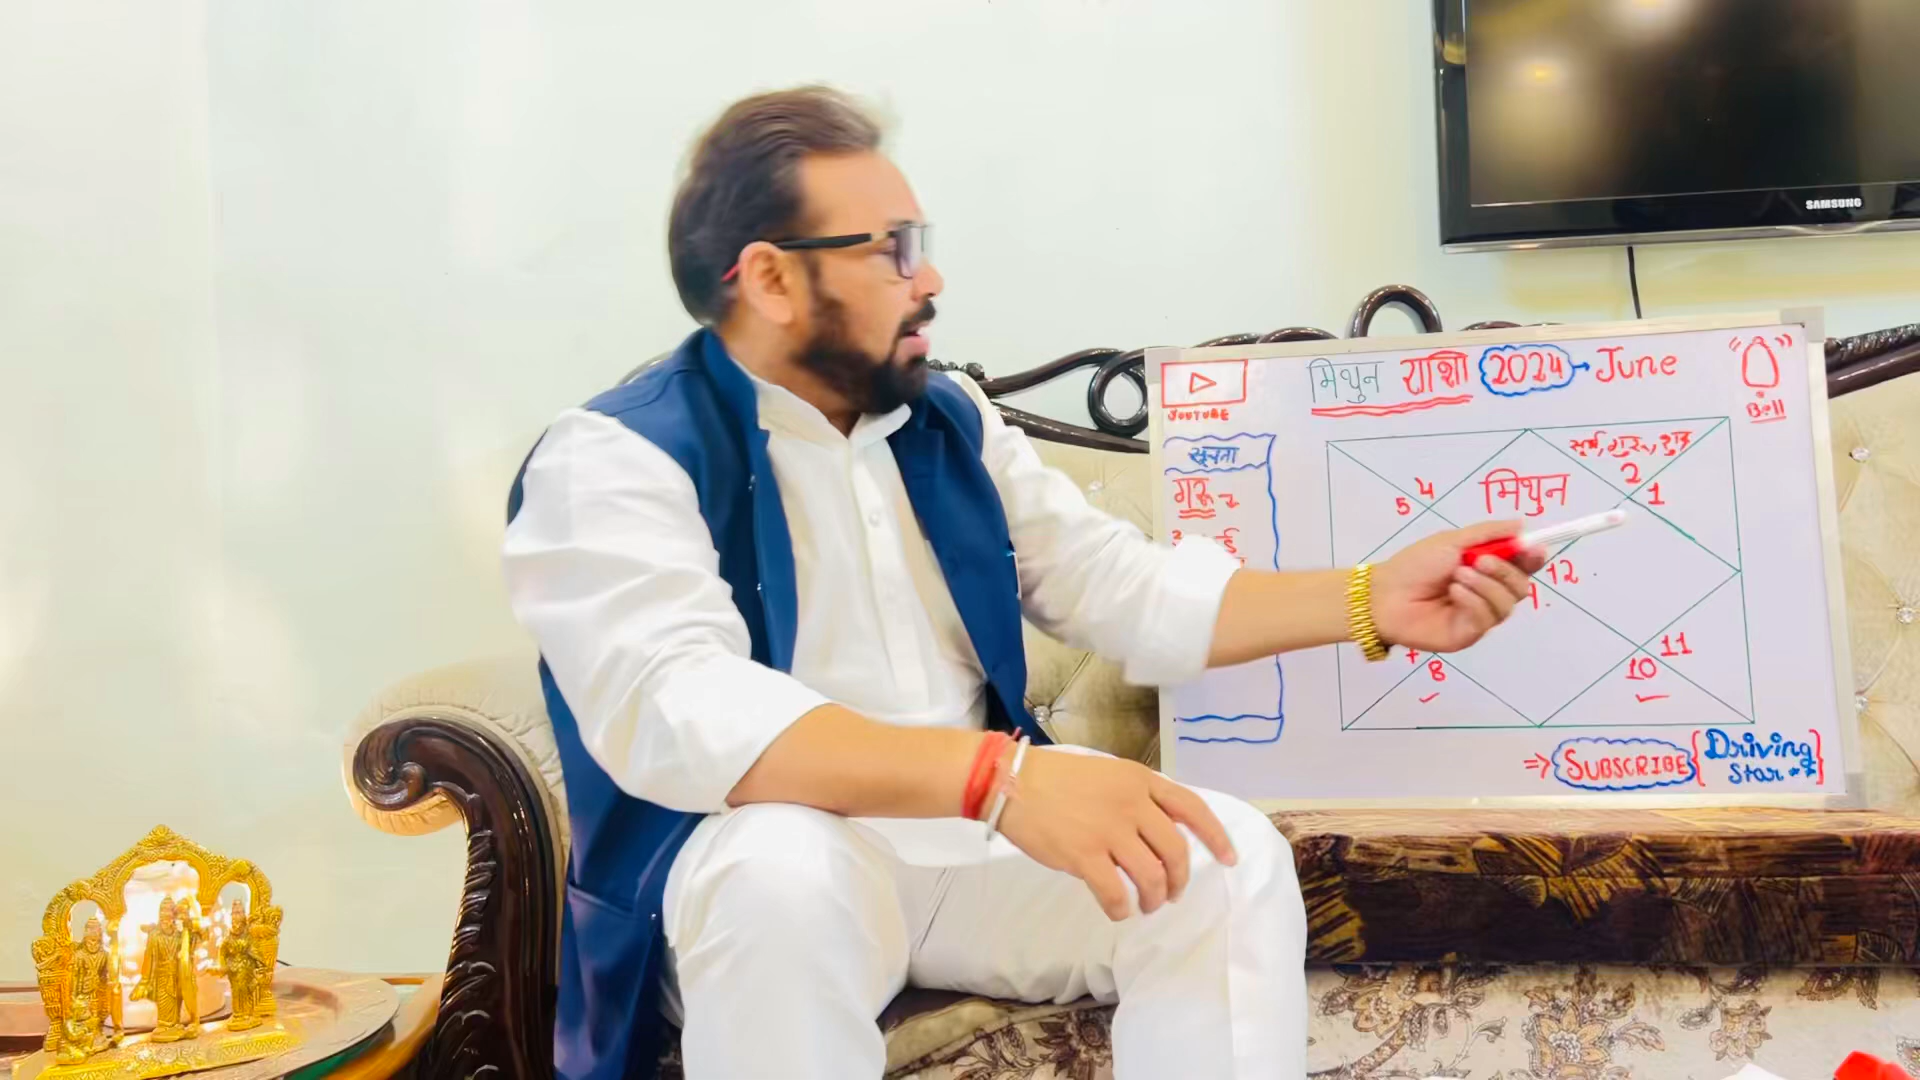 SAMSUNG
मिथुन राशि 2024 → June
YOUTUBE
Bell
सूचना
गुरू
सूर्य, गुरू, शुक्र
मिथुन
2
1
4
5
12
11
10
8
⇒ SUBSCRIBE { Driving Star ** }